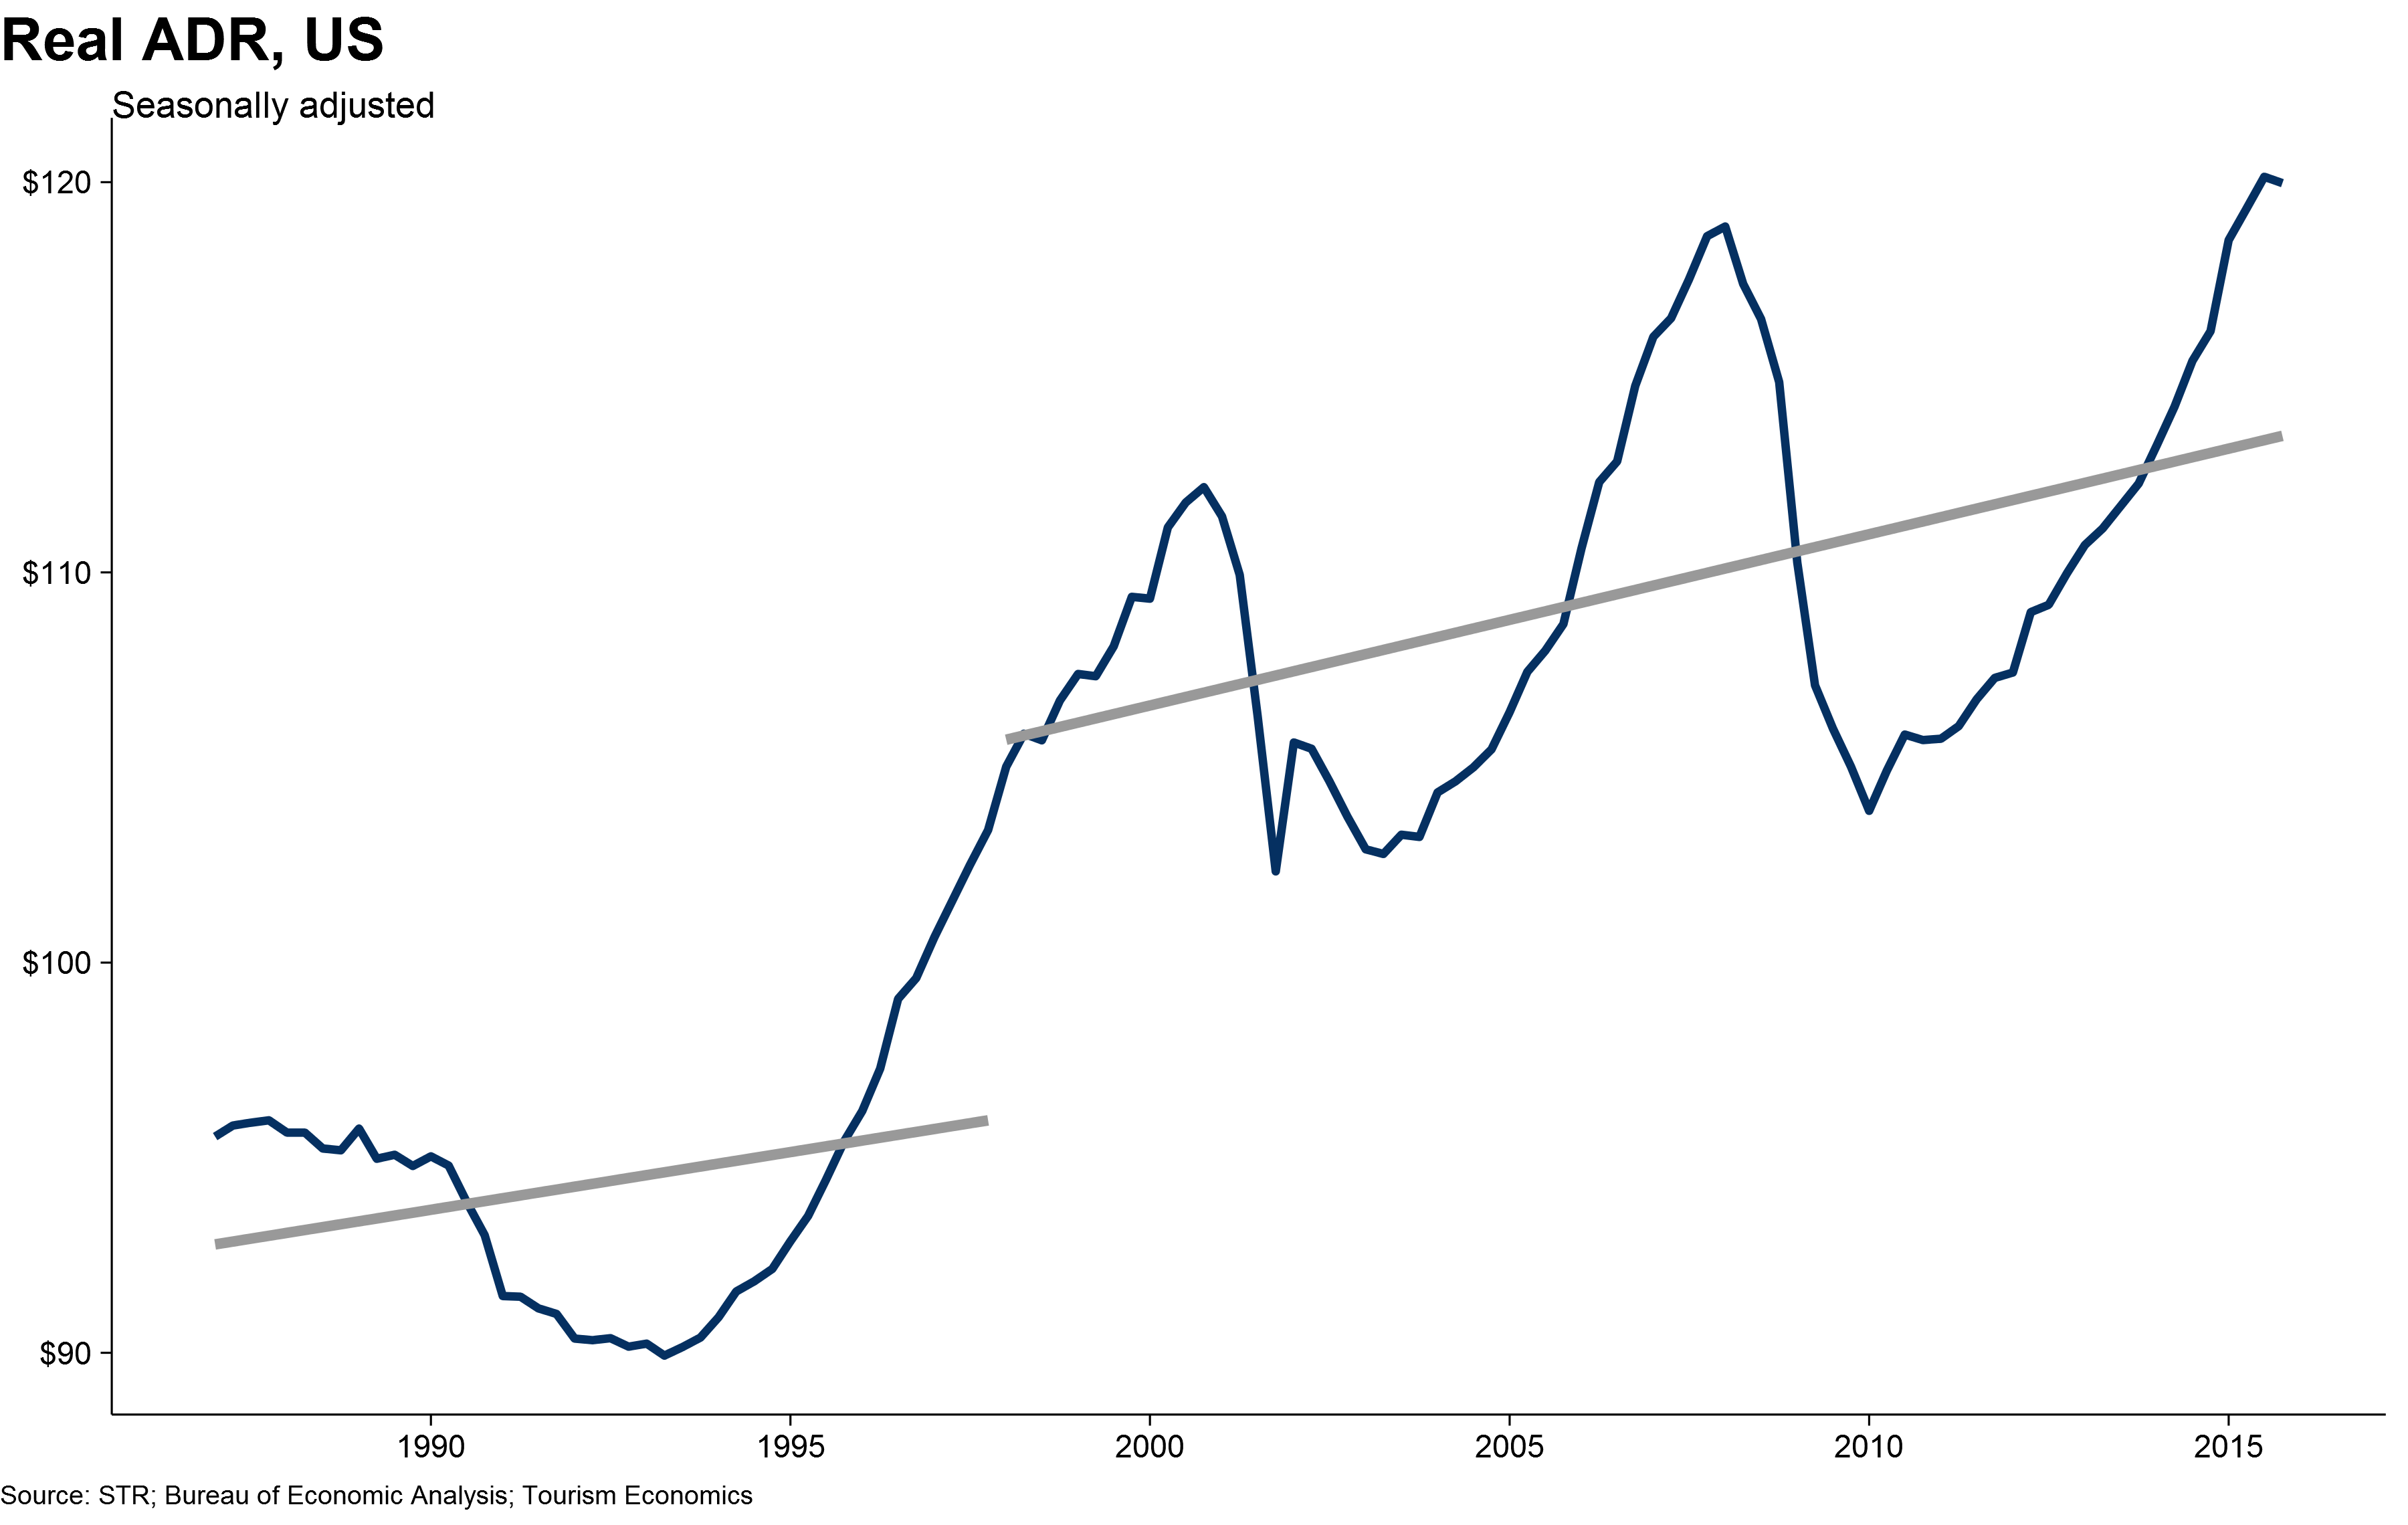 Real ADR, US
Seasonally adjusted
$120
$110
$100
$90
1990 1995 2000 2005 2010 2015
Source: STR; Bureau of Economic Analysis; Tourism Economics